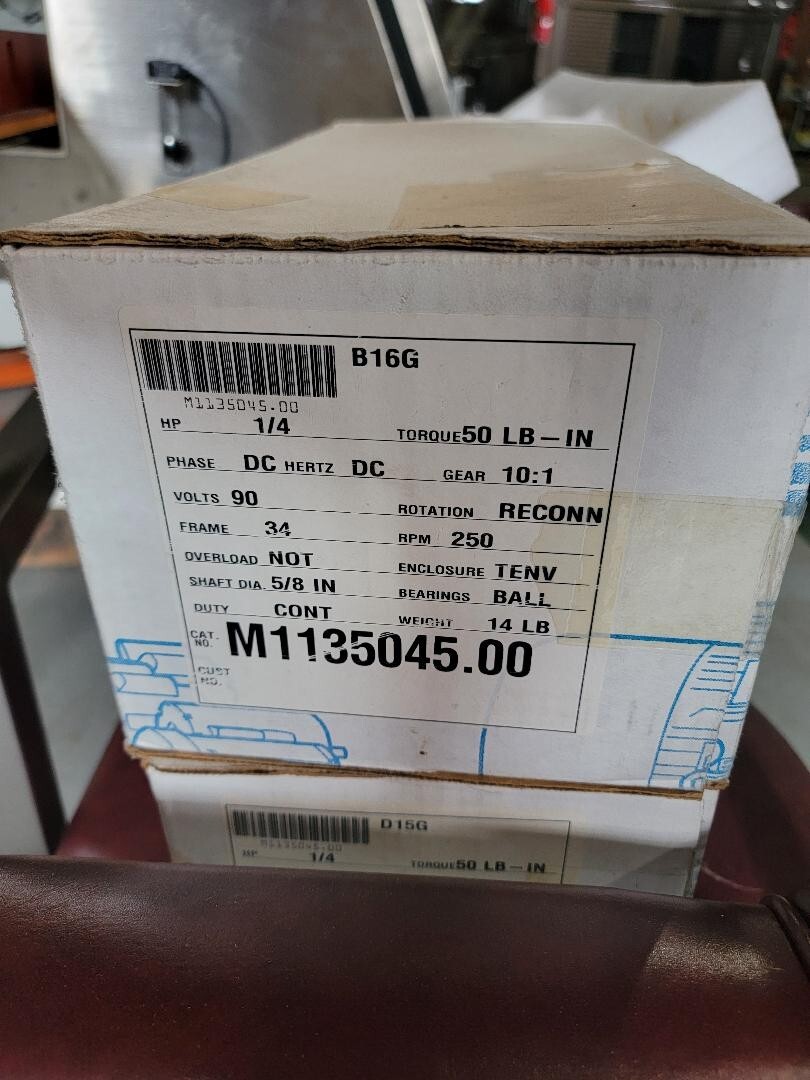 B16G
M1135045.00
HP 1/4 TORQUE 50 LB-IN
PHASE DC HERTZ DC GEAR 10:1
VOLTS 90 ROTATION RECONN
FRAME 34 RPM 250
OVERLOAD NOT ENCLOSURE TENV
SHAFT DIA. 5/8 IN BEARINGS BALL
DUTY CONT WEIGHT 14 LB
CAT. NO. M1135045.00
CUST NO.
D15G
M1135045.00
HP 1/4 TORQUE 50 LB-IN